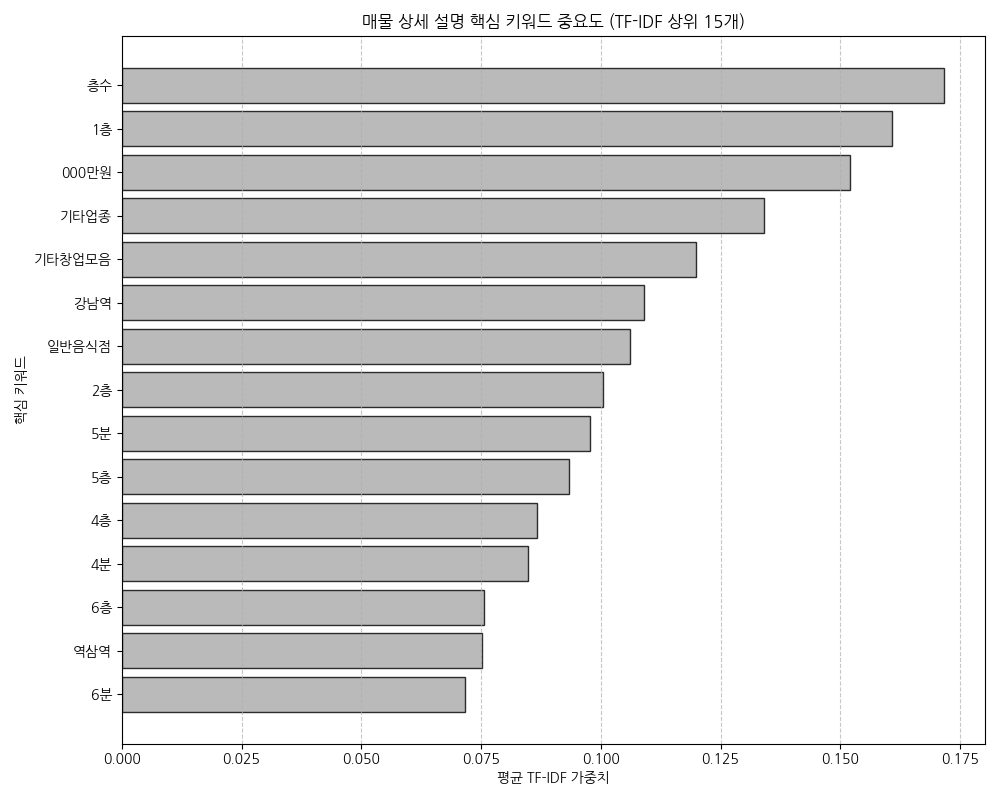 매물 상세 설명 핵심 키워드 중요도 (TF-IDF 상위 15개)
핵심 키워드
층수
1층
000만원
기타업종
기타창업모음
강남역
일반음식점
2층
5분
5층
4층
4분
6층
역삼역
6분
0.000 0.025 0.050 0.075 0.100 0.125 0.150 0.175
평균 TF-IDF 가중치